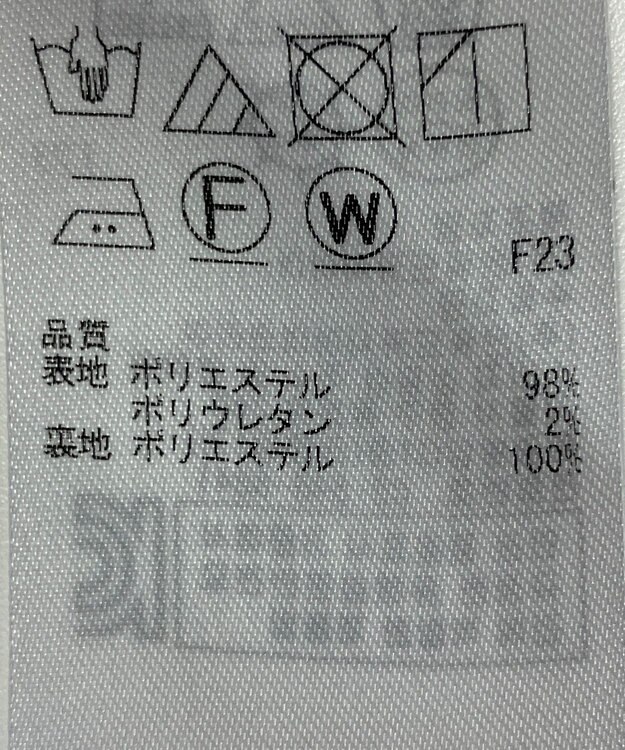 F W
F23
品質
表地 ポリエステル 98%
ポリウレタン 2%
裏地 ポリエステル 100%